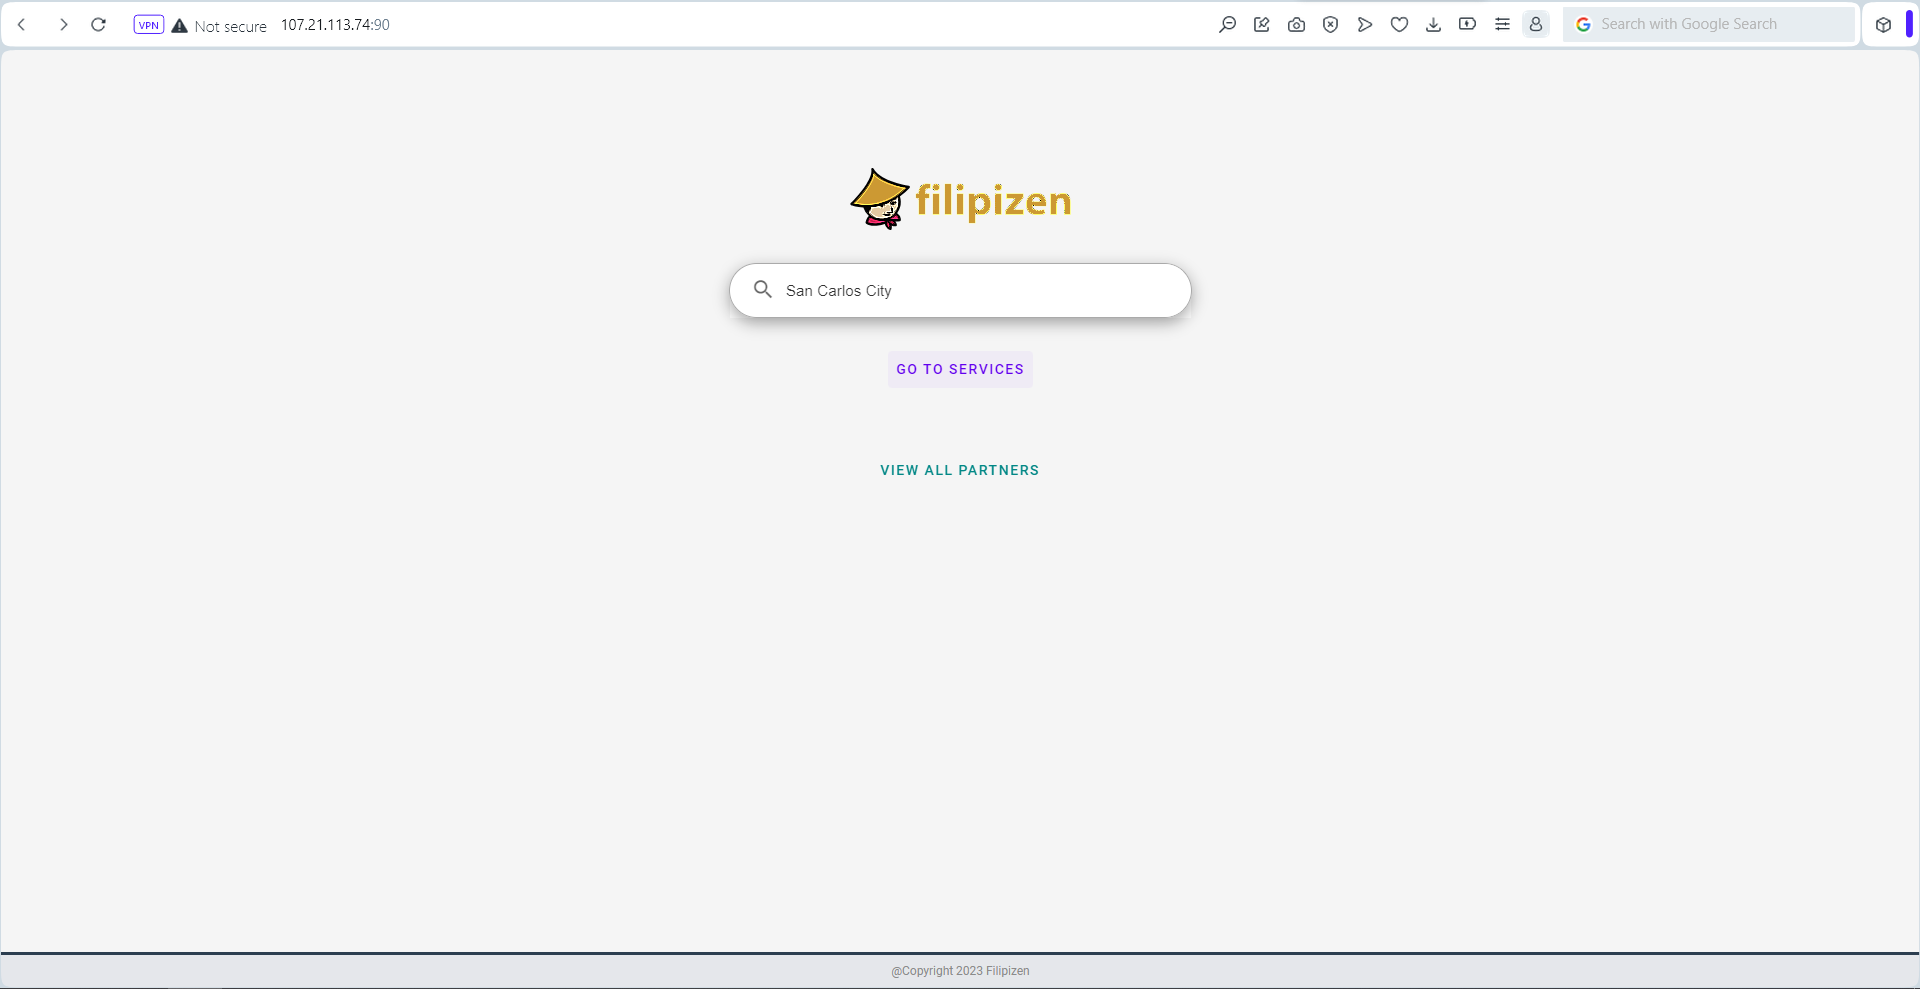 VPN Not secure 107.21.113.74:90 Search with Google Search
filipizen
San Carlos City
GO TO SERVICES
VIEW ALL PARTNERS
@Copyright 2023 Filipizen